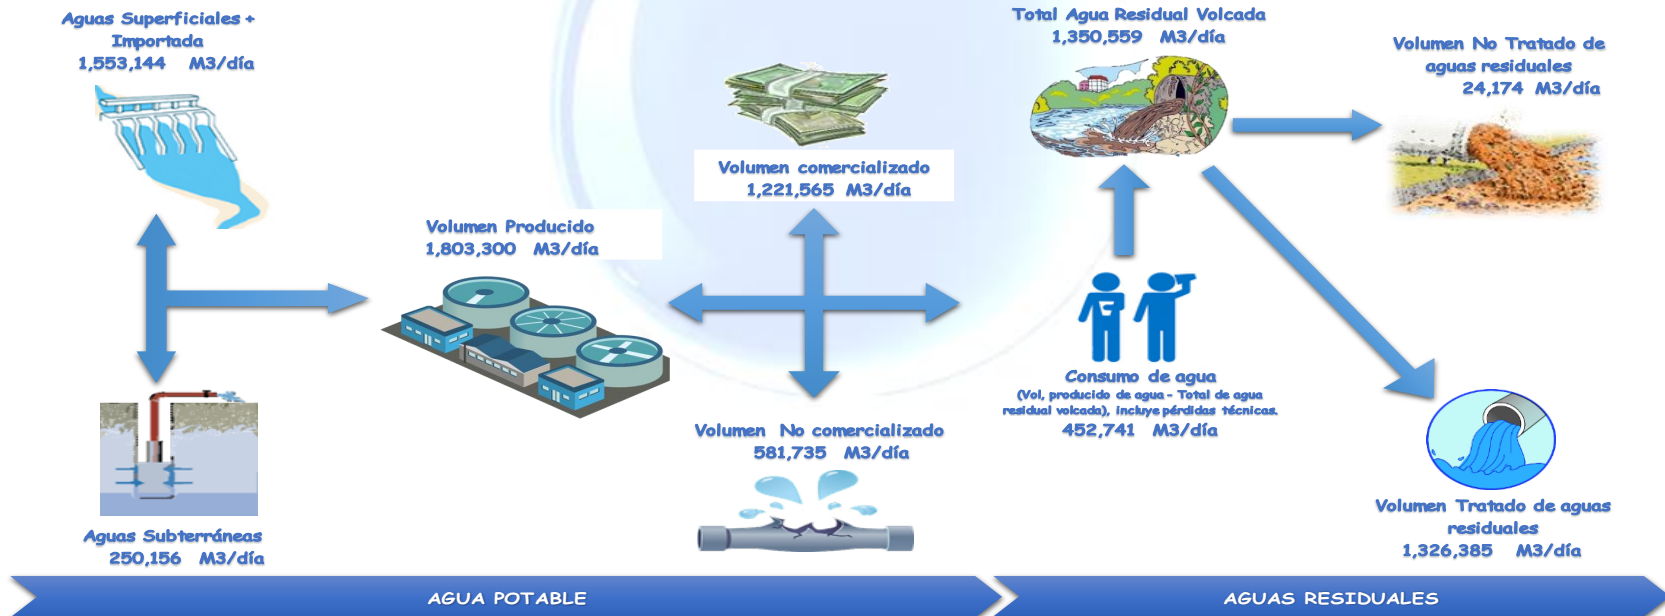 Aguas Superficiales +
Importada
1,553,144 M3/día
Aguas Subterráneas
250,156 M3/día
Volumen Producido
1,803,300 M3/día
Volumen comercializado
1,221,565 M3/día
Volumen No comercializado
581,735 M3/día
Total Agua Residual Volcada
1,350,559 M3/día
Consumo de agua
(Vol, producido de agua - Total de agua
residual volcada), incluye pérdidas técnicas.
452,741 M3/día
Volumen No Tratado de
aguas residuales
24,174 M3/día
Volumen Tratado de aguas
residuales
1,326,385 M3/día
AGUA POTABLE
AGUAS RESIDUALES